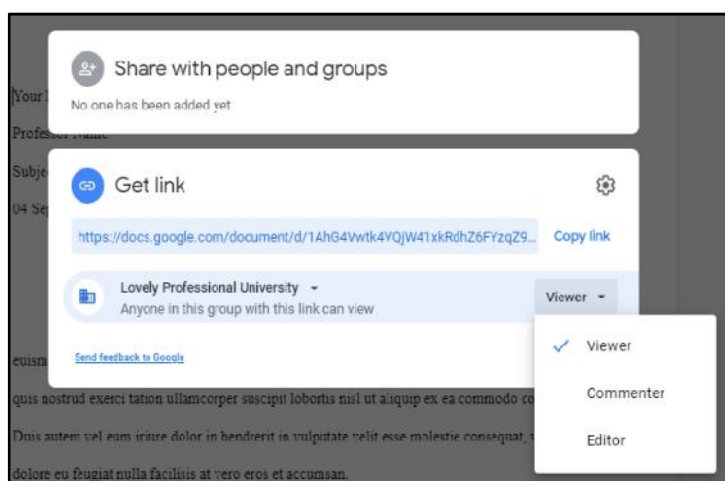 Share with people and groups
No one has been added yet
Your
Professor Name
Subje
04 Sep
Get link
https://docs.google.com/document/d/1AhG4Vwtk4VQjW41xkRdhZ6FYzqZ9... Copy link
Lovely Professional University
Anyone in this group with this link can view
Viewer
Send feedback to Google
Viewer
Commenter
Editor
euism
quis nostrud exerci tation ullamcorper suscipit lobortis nisl ut aliquip ex ea commodo co
Duis autem vel eum iriure dolor in hendrerit in vulputate velit esse molestie consequat, v
dolore eu feugiat nulla facilisis at vero eros et accumsan.